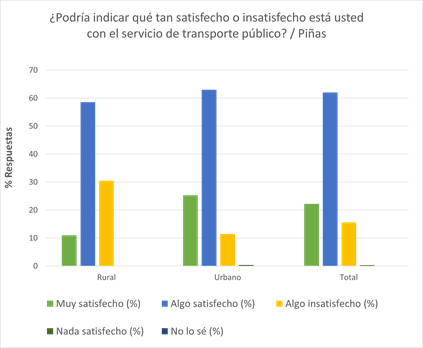 ¿Podría indicar qué tan satisfecho o insatisfecho está usted
con el servicio de transporte público? / Piñas
70
60
50
40
30
20
10
0
% Respuestas
Rural Urbano Total
Muy satisfecho (%) Algo satisfecho (%) Algo insatisfecho (%)
Nada satisfecho (%) No lo sé (%)